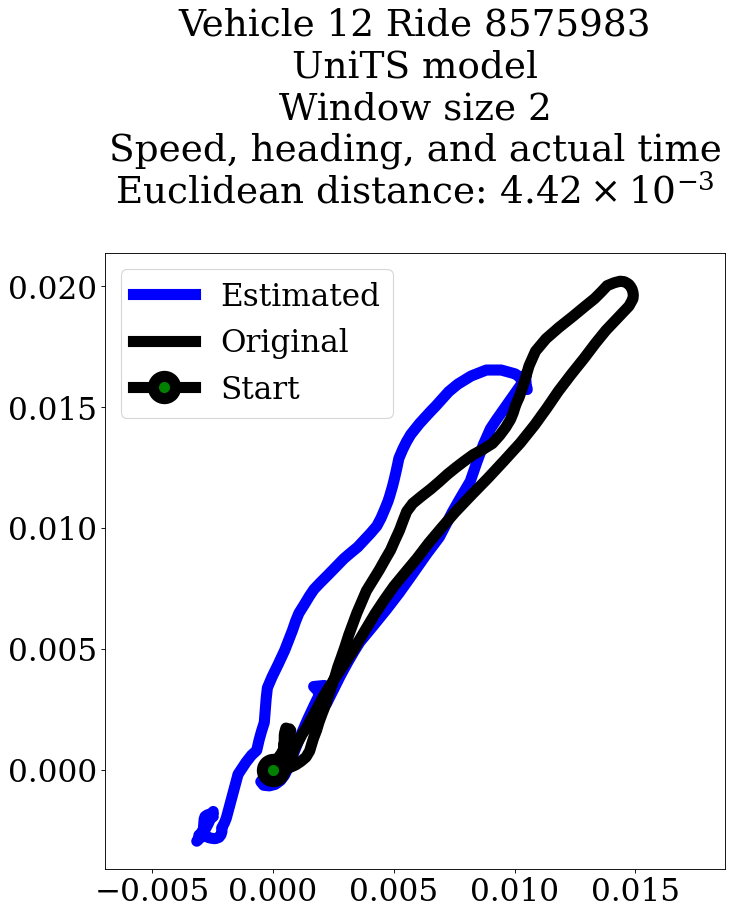 Vehicle 12 Ride 8575983
UniTS model
Window size 2
Speed, heading, and actual time
Euclidean distance: 4.42 × 10⁻³
Estimated
Original
Start
0.020
0.015
0.010
0.005
0.000
−0.005 0.000 0.005 0.010 0.015